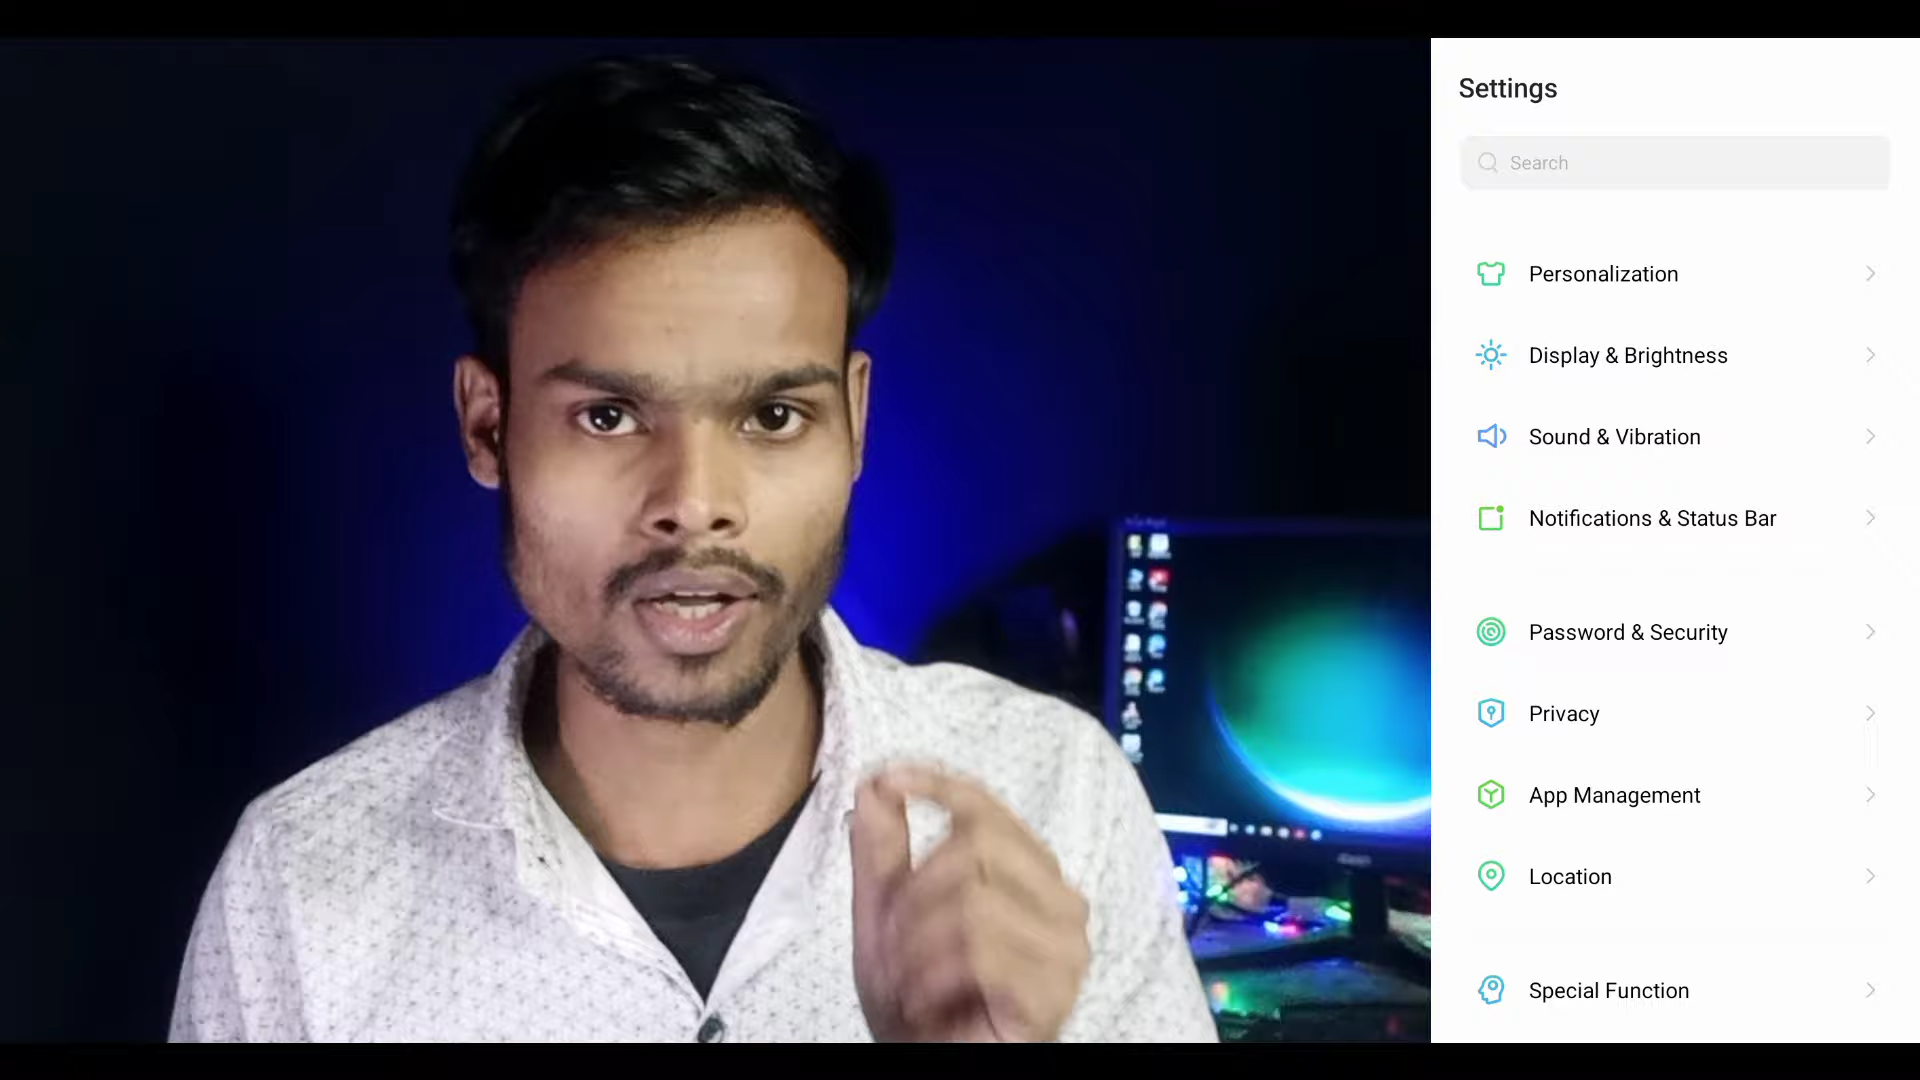 Settings
Search
Personalization
Display & Brightness
Sound & Vibration
Notifications & Status Bar
Password & Security
Privacy
App Management
Location
Special Function